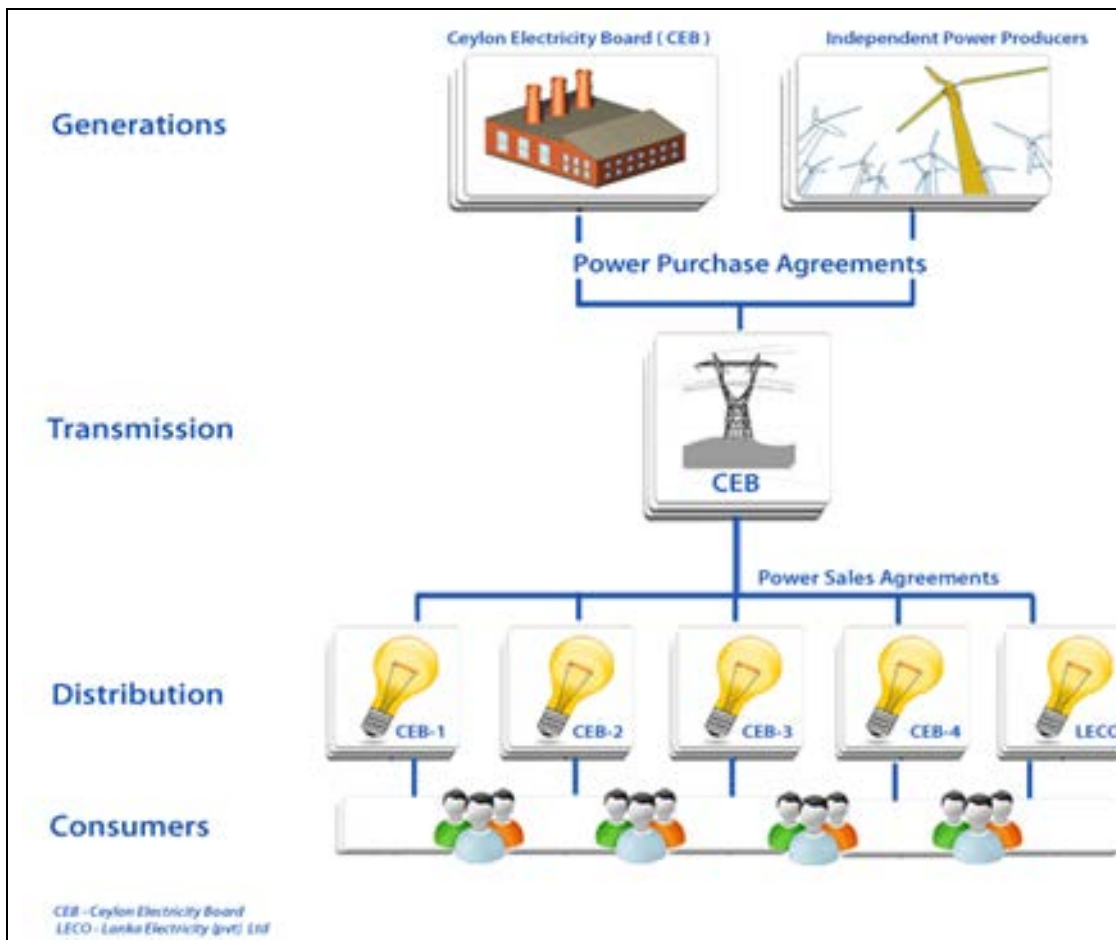 Ceylon Electricity Board ( CEB )
Independent Power Producers
Generations
Power Purchase Agreements
Transmission
CEB
Power Sales Agreements
Distribution
CEB-1
CEB-2
CEB-3
CEB-4
LECO
Consumers
CEB - Ceylon Electricity Board
LECO - Lanka Electricity (pvt) Ltd